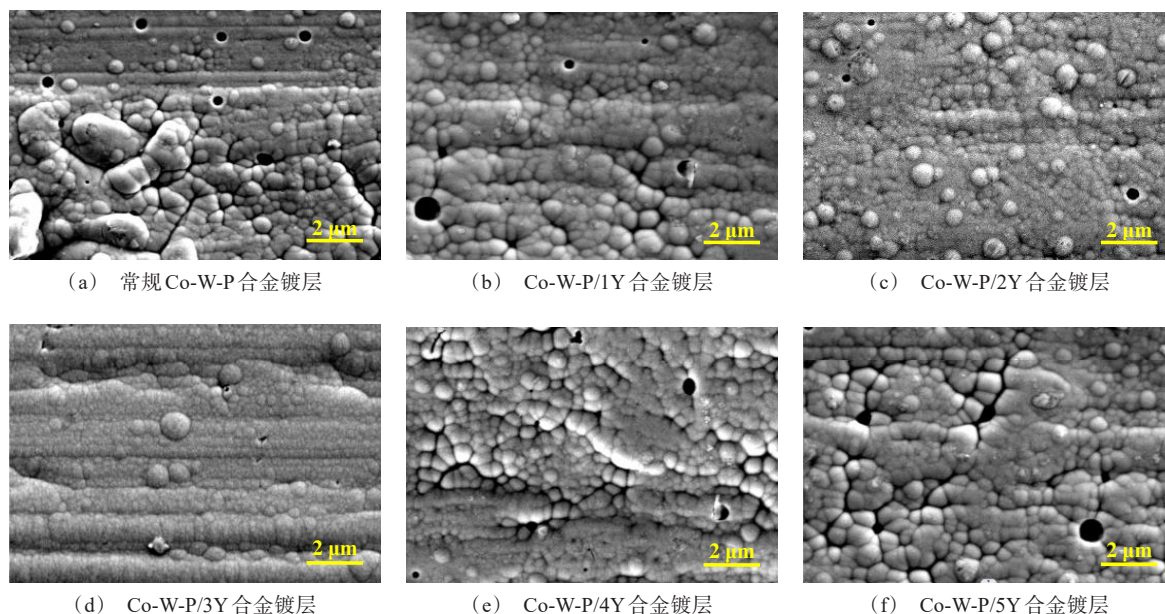 2 μm
2 μm
2 μm
(a) 常规Co-W-P合金镀层
(b) Co-W-P/1Y合金镀层
(c) Co-W-P/2Y合金镀层
2 μm
2 μm
2 μm
(d) Co-W-P/3Y合金镀层
(e) Co-W-P/4Y合金镀层
(f) Co-W-P/5Y合金镀层